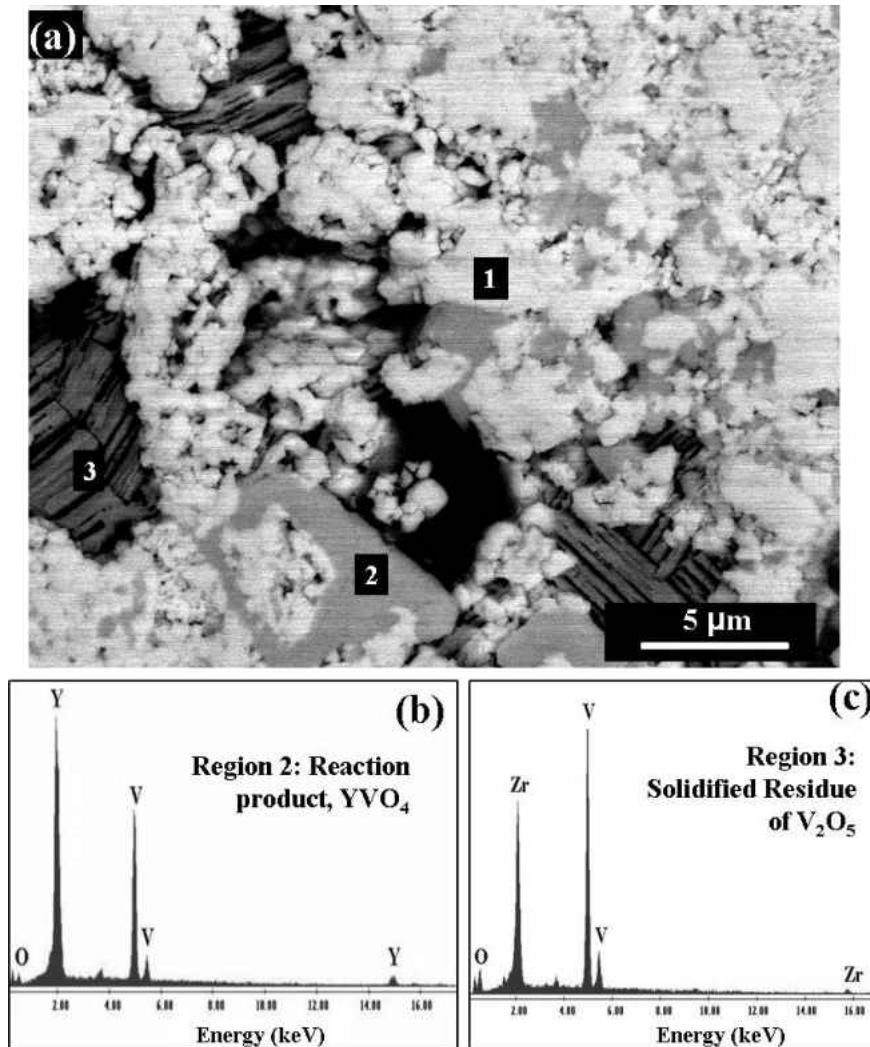 (a)
1
3
2
5 µm
(b)
Y
Region 2: Reaction
product, YVO₄
V
V
O
Y
2.00 4.00 6.00 8.00 10.00 12.00 14.00 16.00
Energy (keV)
(c)
V
Region 3:
Solidified Residue
of V₂O₅
Zr
V
O
Zr
2.00 4.00 6.00 8.00 10.00 12.00 14.00 16.00
Energy (keV)